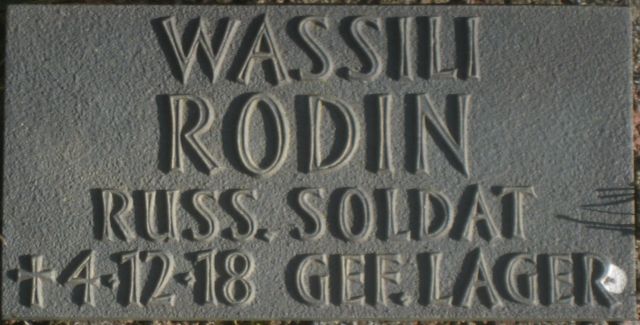 WASSILI
RODIN
RUSS. SOLDAT
✝4·12·18 GEF. LAGER